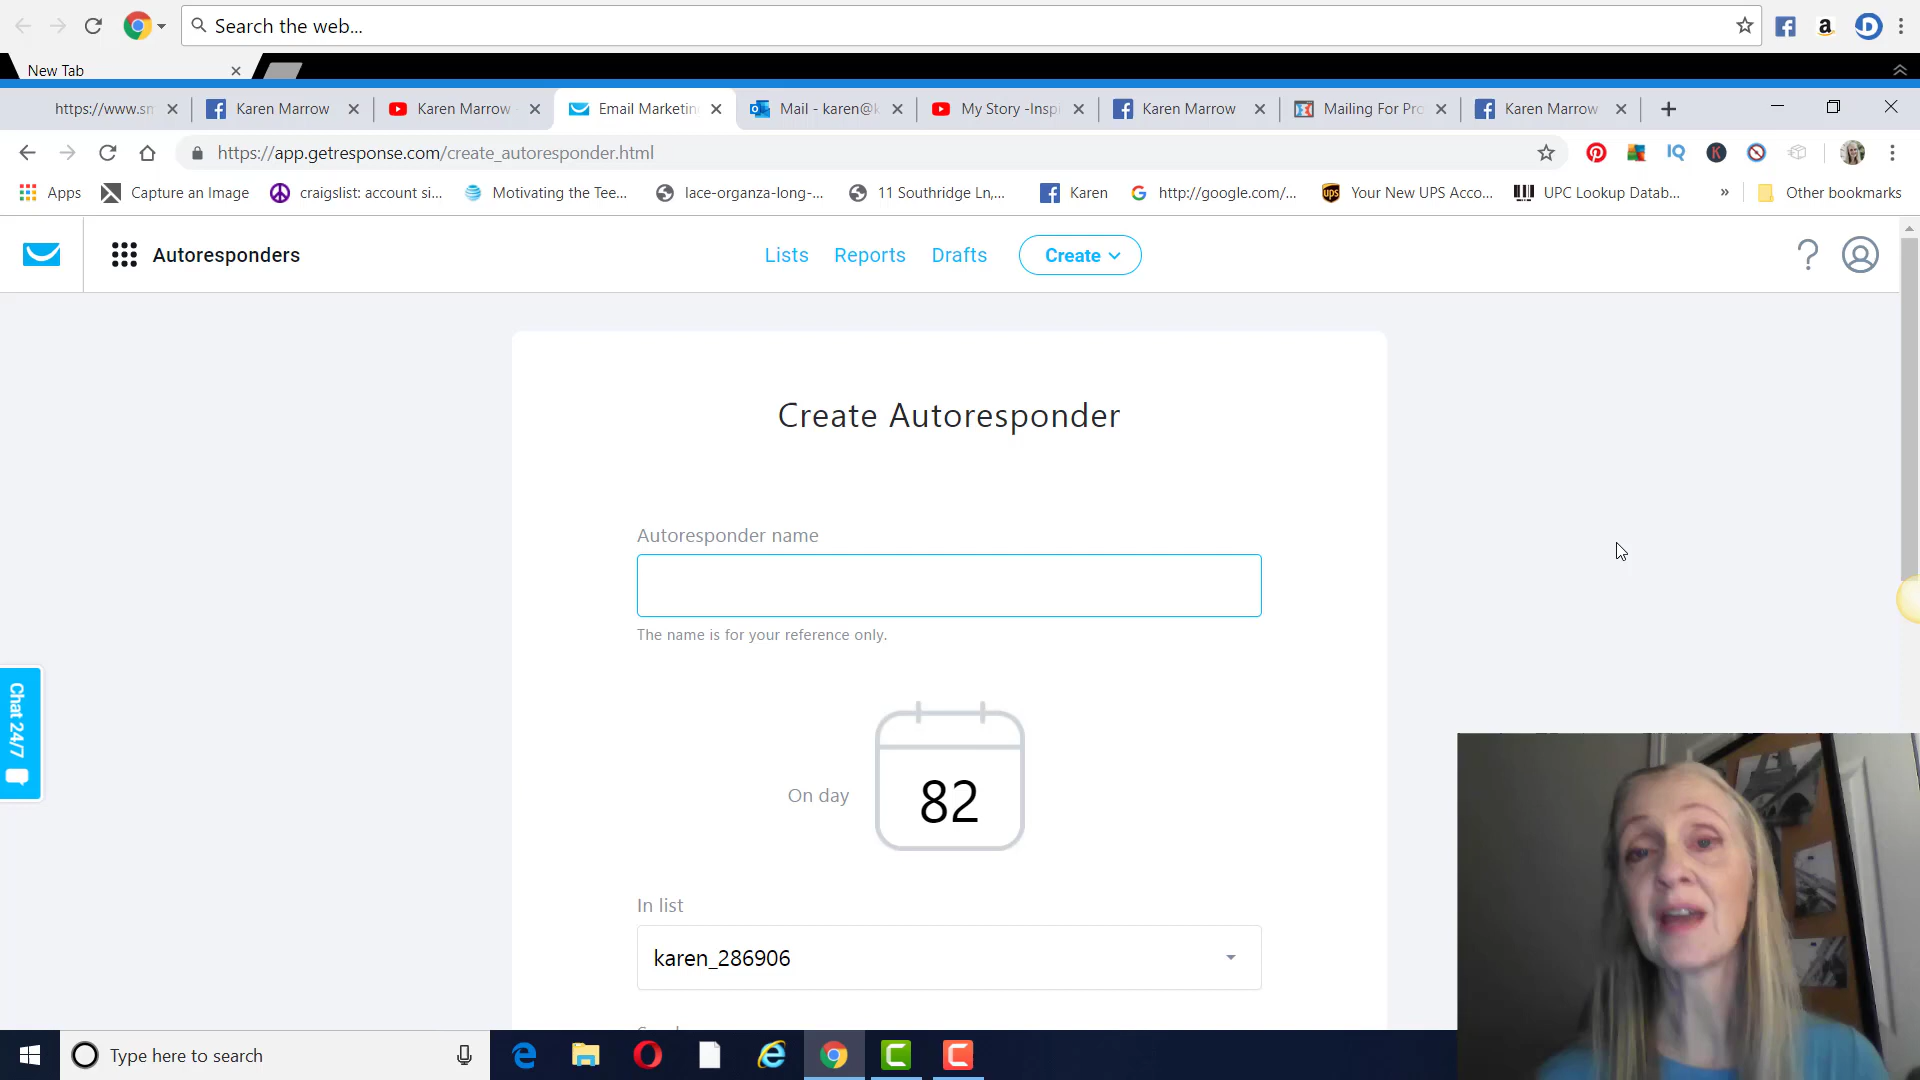 Search the web...
New Tab
https://www.sm
Karen Marrow
Karen Marrow -
Email Marketin
Mail - karen@k
My Story -Inspi
Karen Marrow
Mailing For Pro
Karen Marrow
https://app.getresponse.com/create_autoresponder.html
Apps
Capture an Image
craigslist: account si...
Motivating the Tee...
lace-organza-long-...
11 Southridge Ln,...
Karen
http://google.com/...
Your New UPS Acco...
UPC Lookup Datab...
»
Other bookmarks
Autoresponders
Lists
Reports
Drafts
Create
?
Create Autoresponder
Autoresponder name
The name is for your reference only.
On day
82
In list
karen_286906
Chat 24/7
Type here to search